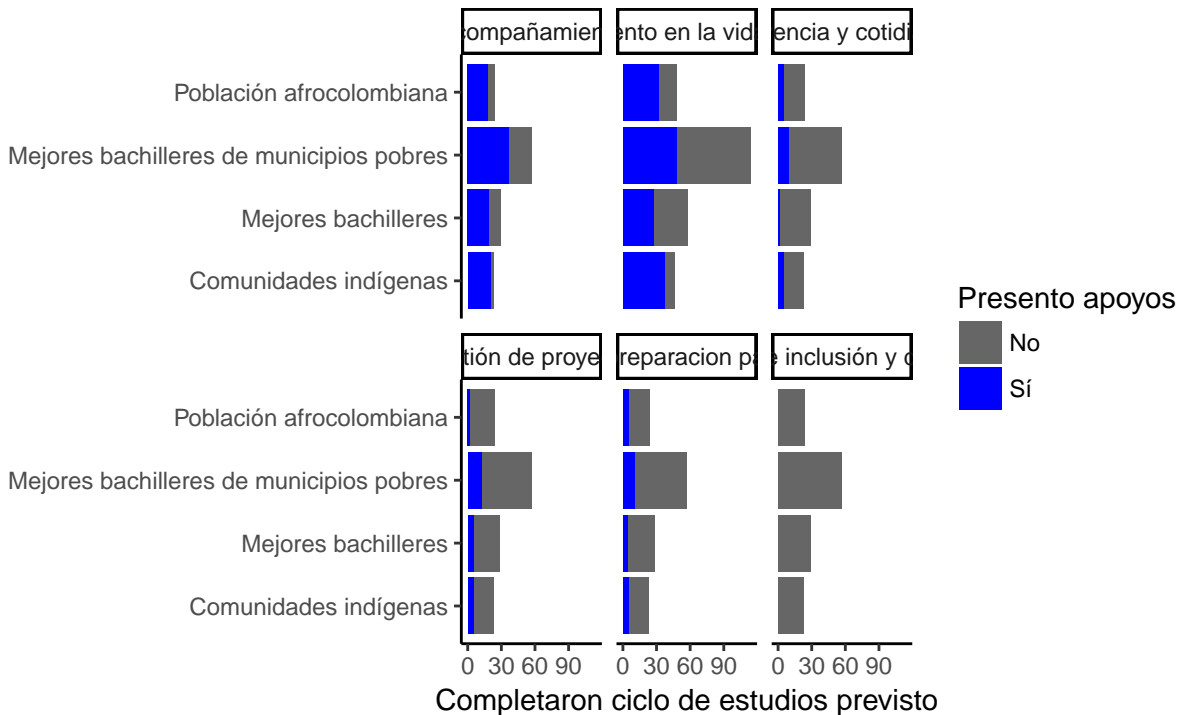 compañamien
ento en la vid
encia y cotidi
Población afrocolombiana
Mejores bachilleres de municipios pobres
Mejores bachilleres
Comunidades indígenas
tión de proye
reparacion pa
e inclusión y c
Población afrocolombiana
Mejores bachilleres de municipios pobres
Mejores bachilleres
Comunidades indígenas
0 30 60 90 0 30 60 90 0 30 60 90
Completaron ciclo de estudios previsto
Presento apoyos
No
Sí